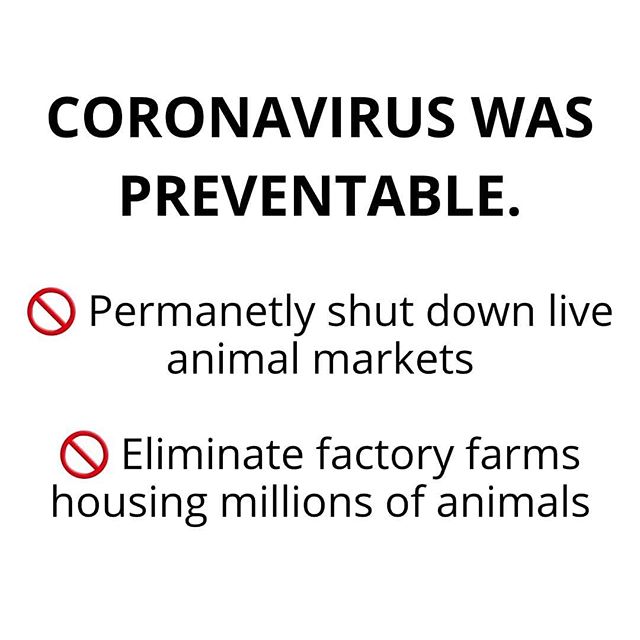 CORONAVIRUS WAS
PREVENTABLE.
🚫 Permanetly shut down live
animal markets
🚫 Eliminate factory farms
housing millions of animals